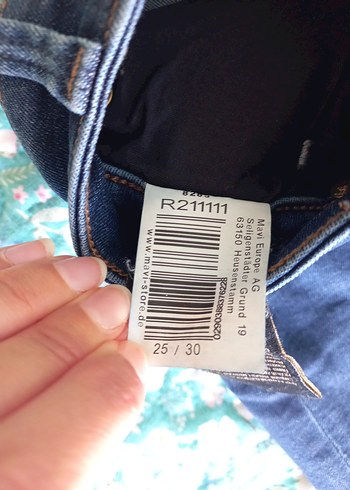 R211111
Mavi Europe AG
Seligenstädter Grund 19
63150 Heusenstamm
www.mavi-store.de
25 / 30